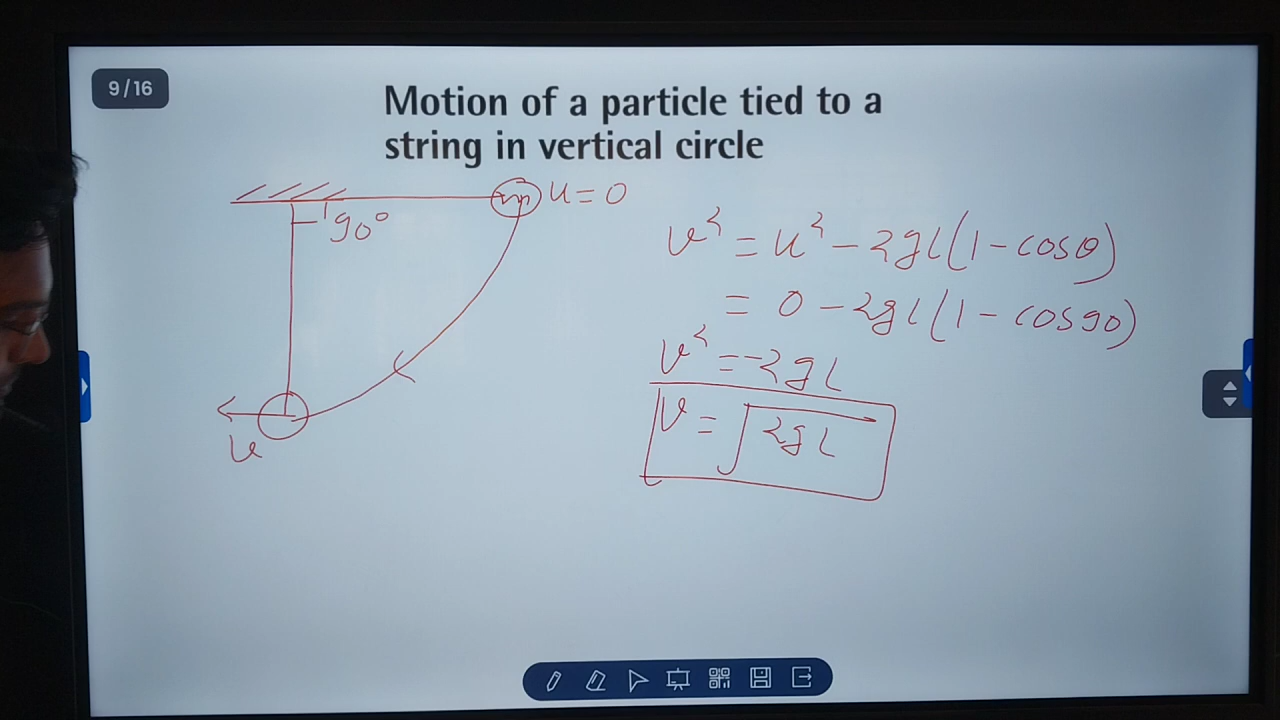 9/16
Motion of a particle tied to a
string in vertical circle
u=0
90°
v² = u² - 2gl(1-cosθ)
= 0 - 2gl(1 - cos90)
v² = -2gl
v = √2gl
u